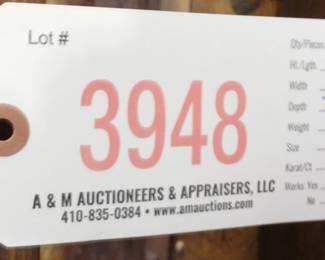 Lot #
3948
A & M AUCTIONEERS & APPRAISERS, LLC
410-835-0384 • www.amauctions.com
Qty/Pieces
Ht./Lgth
Width
Depth
Weight
Size
Karat/Ct
Works: Yes
No